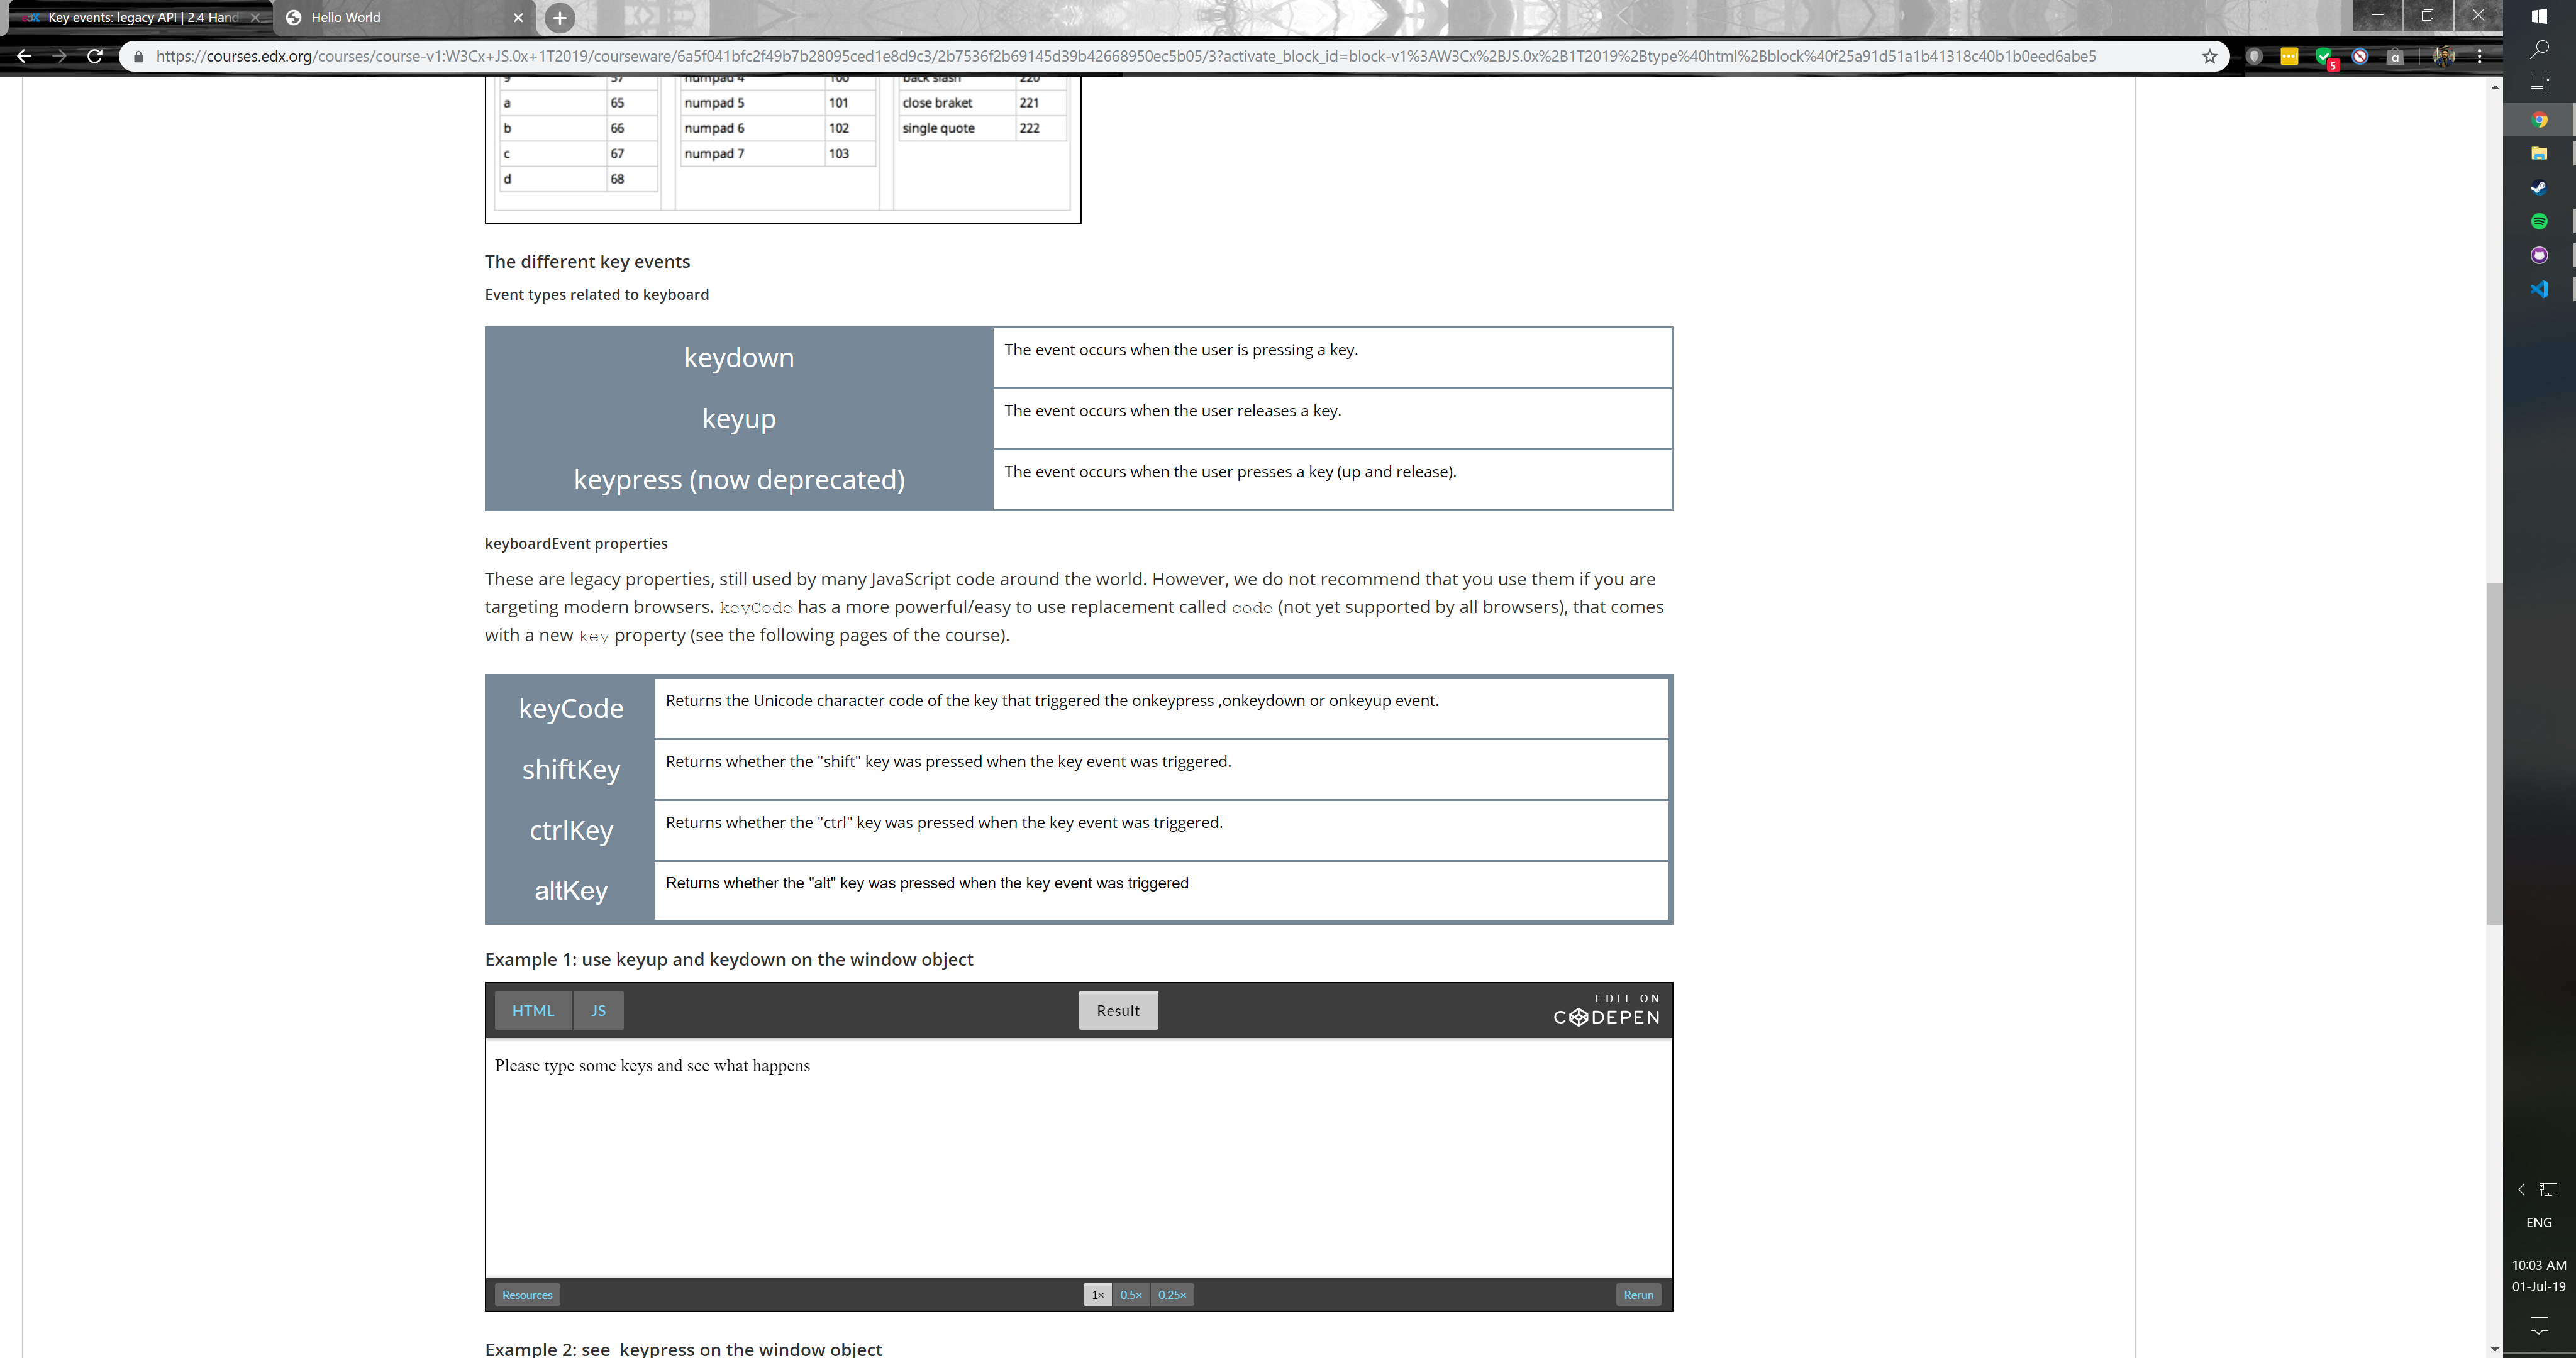 Key events: legacy API | 2.4 Hand
Hello World
https://courses.edx.org/courses/course-v1:W3Cx+JS.0x+1T2019/courseware/6a5f041bfc2f49b7b28095ced1e8d9c3/2b7536f2b69145d39b42668950ec5b05/3?activate_block_id=block-v1%3AW3Cx%2BJS.0x%2B1T2019%2Btype%40html%2Bblock%40f25a91d51a1b41318c40b1b0eed6abe5
5
9 57 numpad 4 100 back slash 220
a 65 numpad 5 101 close braket 221
b 66 numpad 6 102 single quote 222
c 67 numpad 7 103
d 68
The different key events
Event types related to keyboard
keydown The event occurs when the user is pressing a key.
keyup The event occurs when the user releases a key.
keypress (now deprecated) The event occurs when the user presses a key (up and release).
keyboardEvent properties
These are legacy properties, still used by many JavaScript code around the world. However, we do not recommend that you use them if you are
targeting modern browsers. keyCode has a more powerful/easy to use replacement called code (not yet supported by all browsers), that comes
with a new key property (see the following pages of the course).
keyCode Returns the Unicode character code of the key that triggered the onkeypress ,onkeydown or onkeyup event.
shiftKey Returns whether the "shift" key was pressed when the key event was triggered.
ctrlKey Returns whether the "ctrl" key was pressed when the key event was triggered.
altKey Returns whether the "alt" key was pressed when the key event was triggered
Example 1: use keyup and keydown on the window object
HTML JS Result EDIT ON
CODEPEN
Please type some keys and see what happens
Resources 1× 0.5× 0.25× Rerun
Example 2: see keypress on the window object
ENG
10:03 AM
01-Jul-19